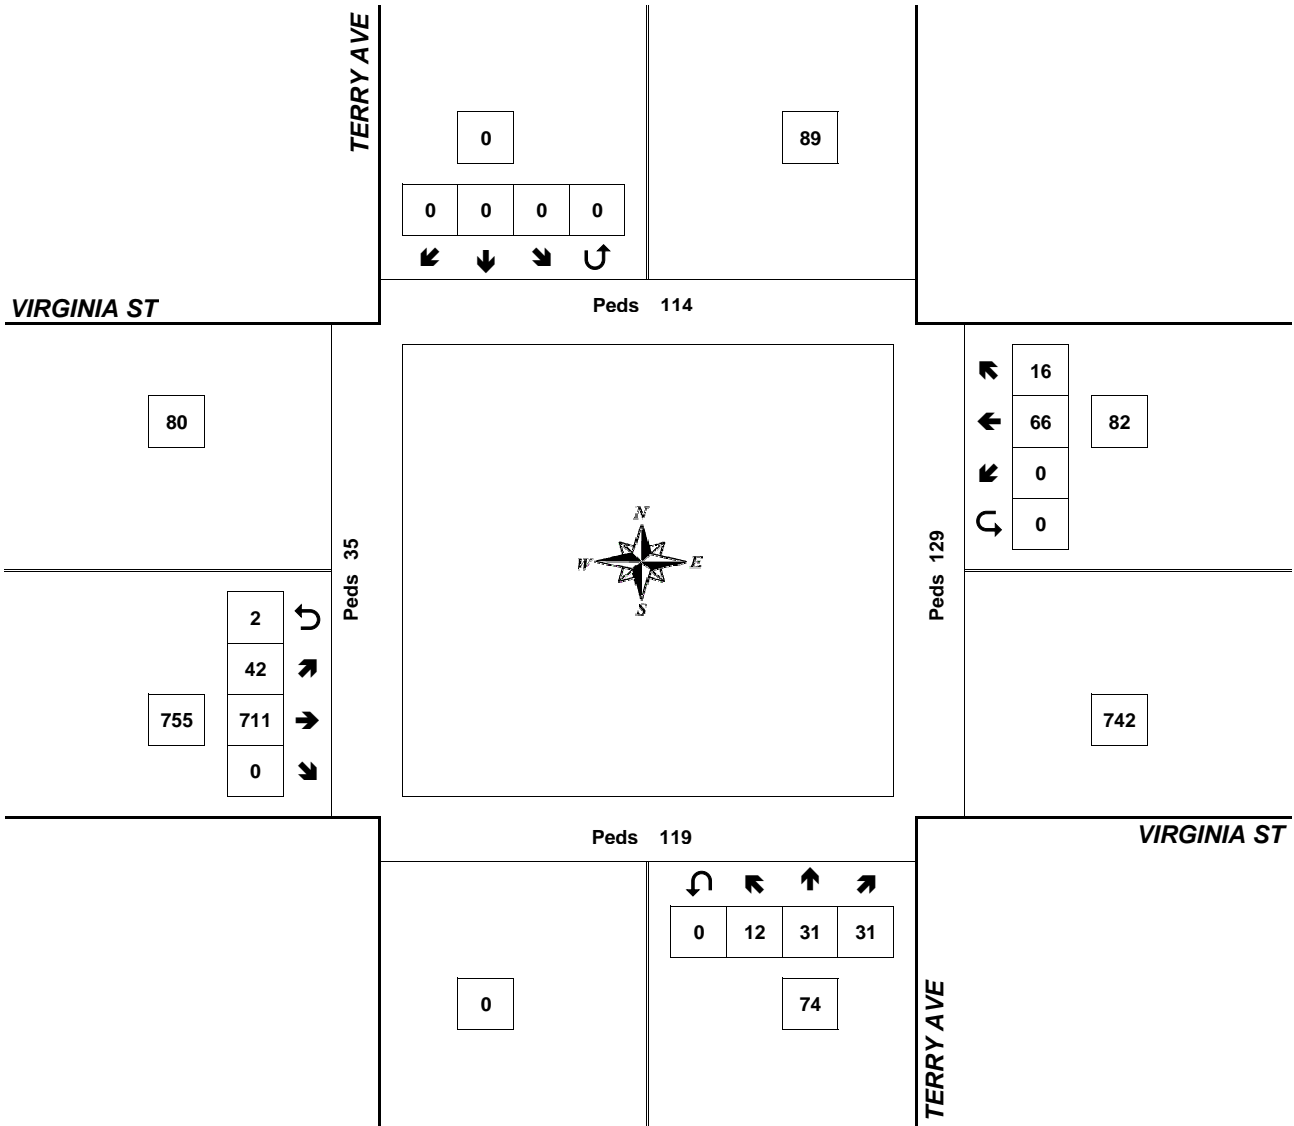 TERRY AVE
0
89
0 0 0 0
VIRGINIA ST
Peds 114
80
16
66
82
0
0
N
W E
S
Peds 35
Peds 129
2
42
755
711
0
742
Peds 119
VIRGINIA ST
0 12 31 31
0
74
TERRY AVE